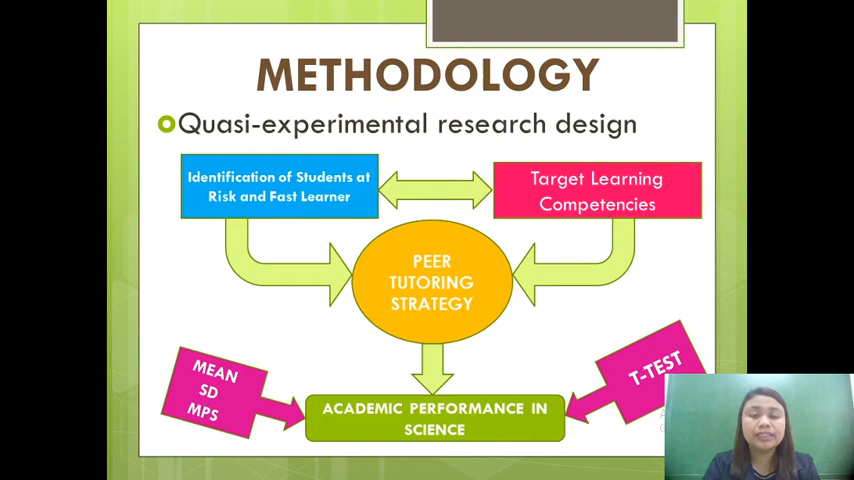 METHODOLOGY
Quasi-experimental research design
Identification of Students at
Risk and Fast Learner
Target Learning
Competencies
PEER
TUTORING
STRATEGY
MEAN
SD
MPS
T-TEST
ACADEMIC PERFORMANCE IN
SCIENCE